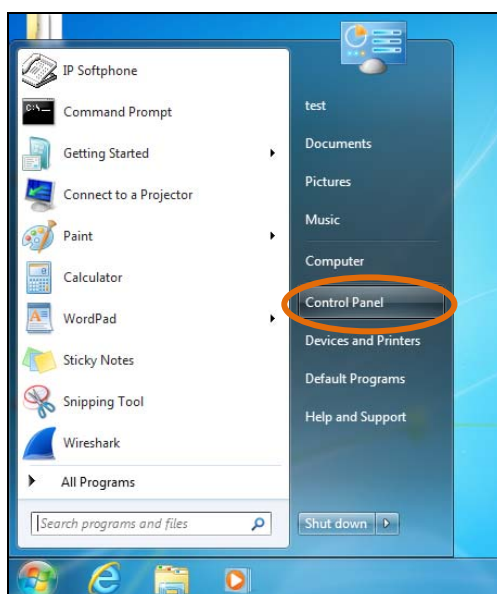 IP Softphone
Command Prompt
Getting Started
Connect to a Projector
Paint
Calculator
WordPad
Sticky Notes
Snipping Tool
Wireshark
All Programs
Search programs and files
test
Documents
Pictures
Music
Computer
Control Panel
Devices and Printers
Default Programs
Help and Support
Shut down